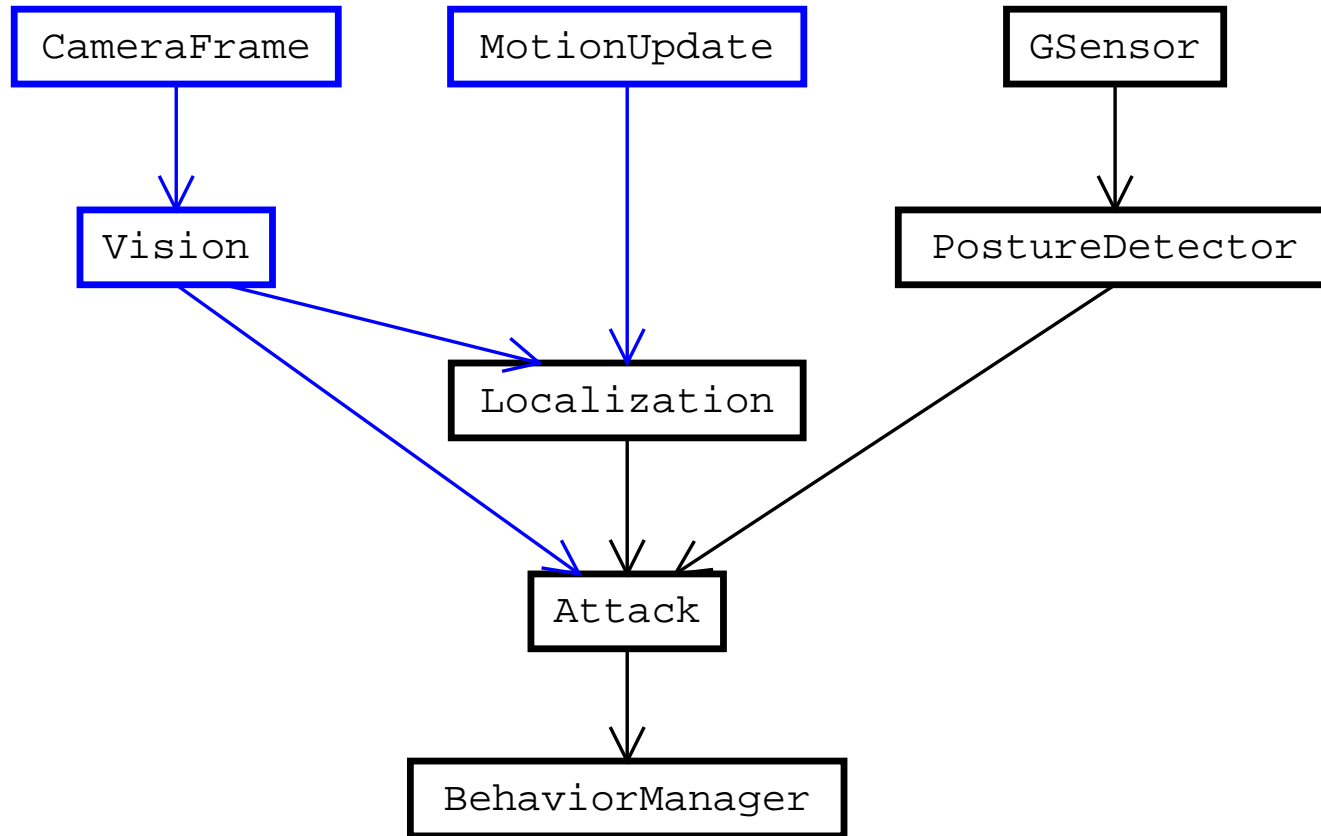 CameraFrame
MotionUpdate
GSensor
Vision
PostureDetector
Localization
Attack
BehaviorManager